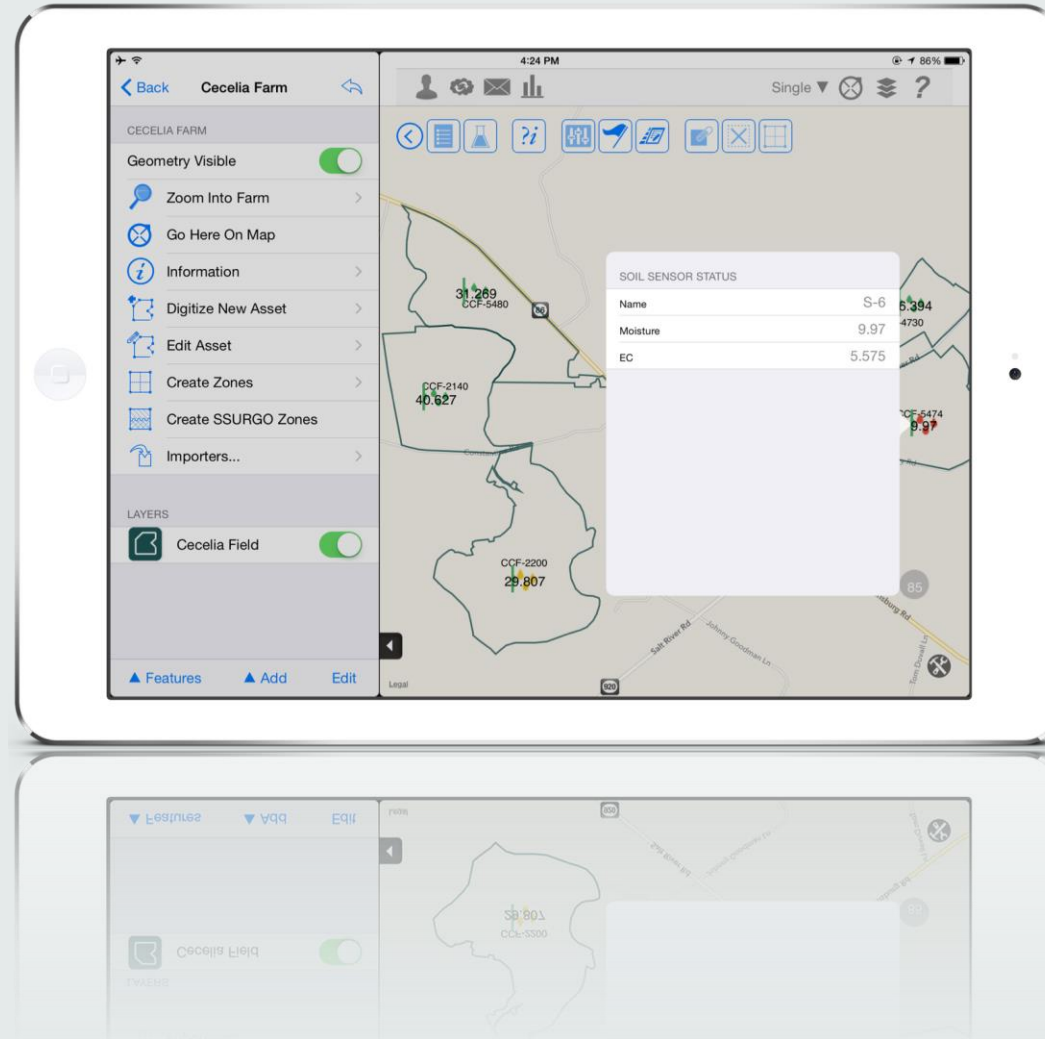 4:24 PM
86%
Back
Cecelia Farm
Single ▼
?
CECELIA FARM
Geometry Visible
Zoom Into Farm
Go Here On Map
i Information
Digitize New Asset
Edit Asset
Create Zones
Create SSURGO Zones
Importers...
LAYERS
Cecelia Field
▲ Features
▲ Add
Edit
?i
31.269
CCF-5480
86
CCF-2140
40.627
CCF-2200
29.807
SOIL SENSOR STATUS
Name S-6
Moisture 9.97
EC 5.575
6.394
-4730
CCF-5474
9.97
85
Salt River Rd
Johnny Goodman Ln
Tom Duvall Ln
Legal
920